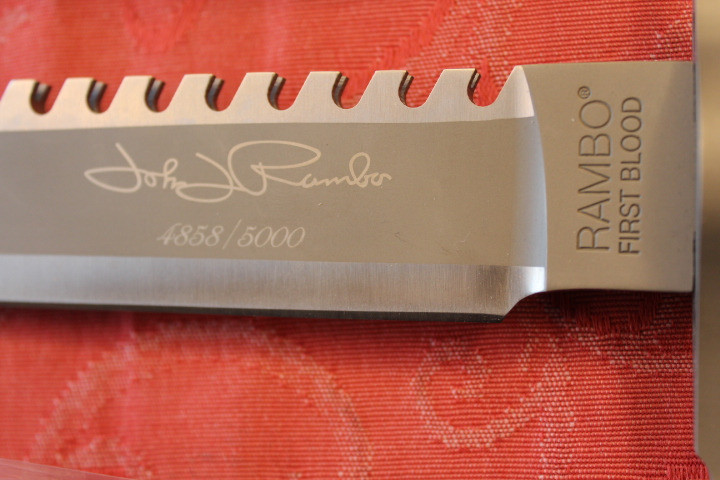 John J Rambo
4858/5000
RAMBO®
FIRST BLOOD